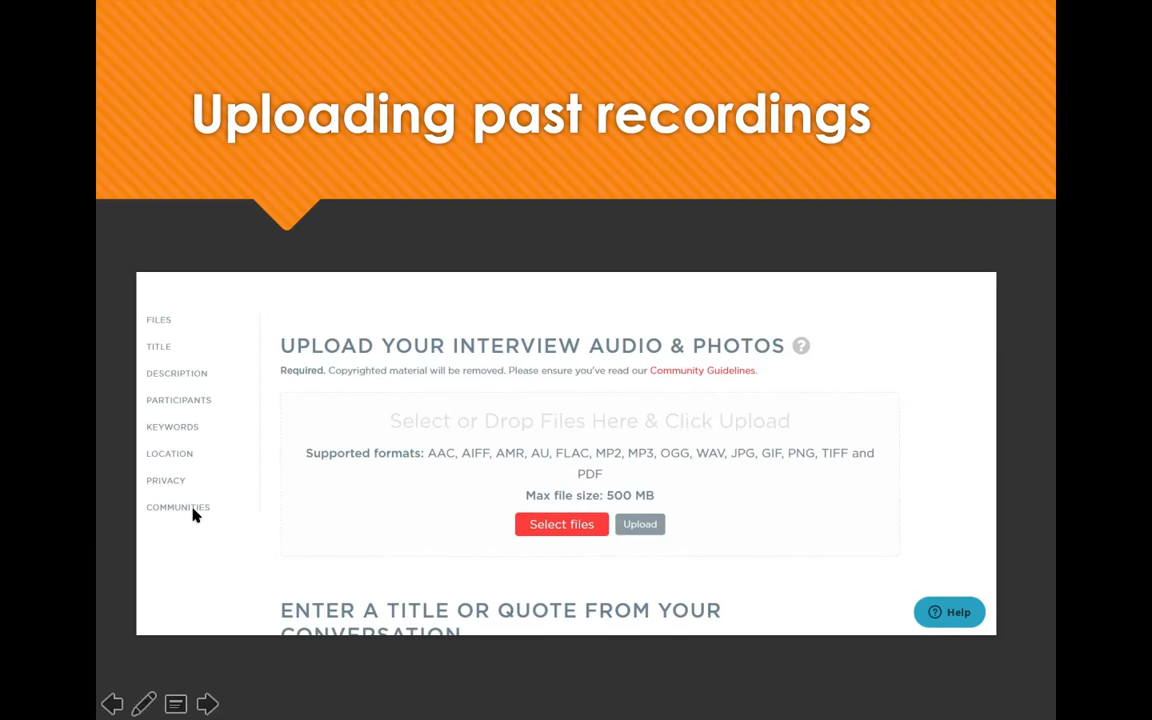 Uploading past recordings
FILES
TITLE
DESCRIPTION
PARTICIPANTS
KEYWORDS
LOCATION
PRIVACY
COMMUNITIES
UPLOAD YOUR INTERVIEW AUDIO & PHOTOS ?
Required. Copyrighted material will be removed. Please ensure you've read our Community Guidelines.
Select or Drop Files Here & Click Upload
Supported formats: AAC, AIFF, AMR, AU, FLAC, MP2, MP3, OGG, WAV, JPG, GIF, PNG, TIFF and
PDF
Max file size: 500 MB
Select files Upload
ENTER A TITLE OR QUOTE FROM YOUR
CONVERSATION
? Help